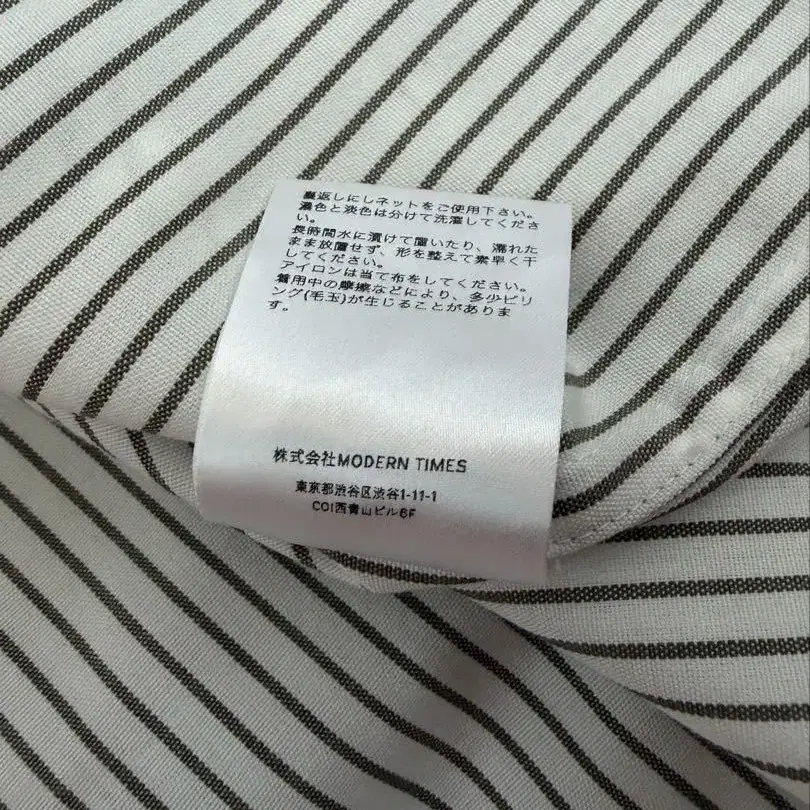 裏返しにしネットをご使用下さい。
濃色と淡色は分けて洗濯してくださ
い。
長時間水に漬けて置いたり、濡れた
まま放置せず、形を整えて素早く干
してください。
アイロンは当て布をしてください。
着用中の摩擦などにより、多少ピリ
ング(毛玉)が生じることがありま
す。
株式会社MODERN TIMES
東京都渋谷区渋谷1-11-1
COI西青山ビル6F